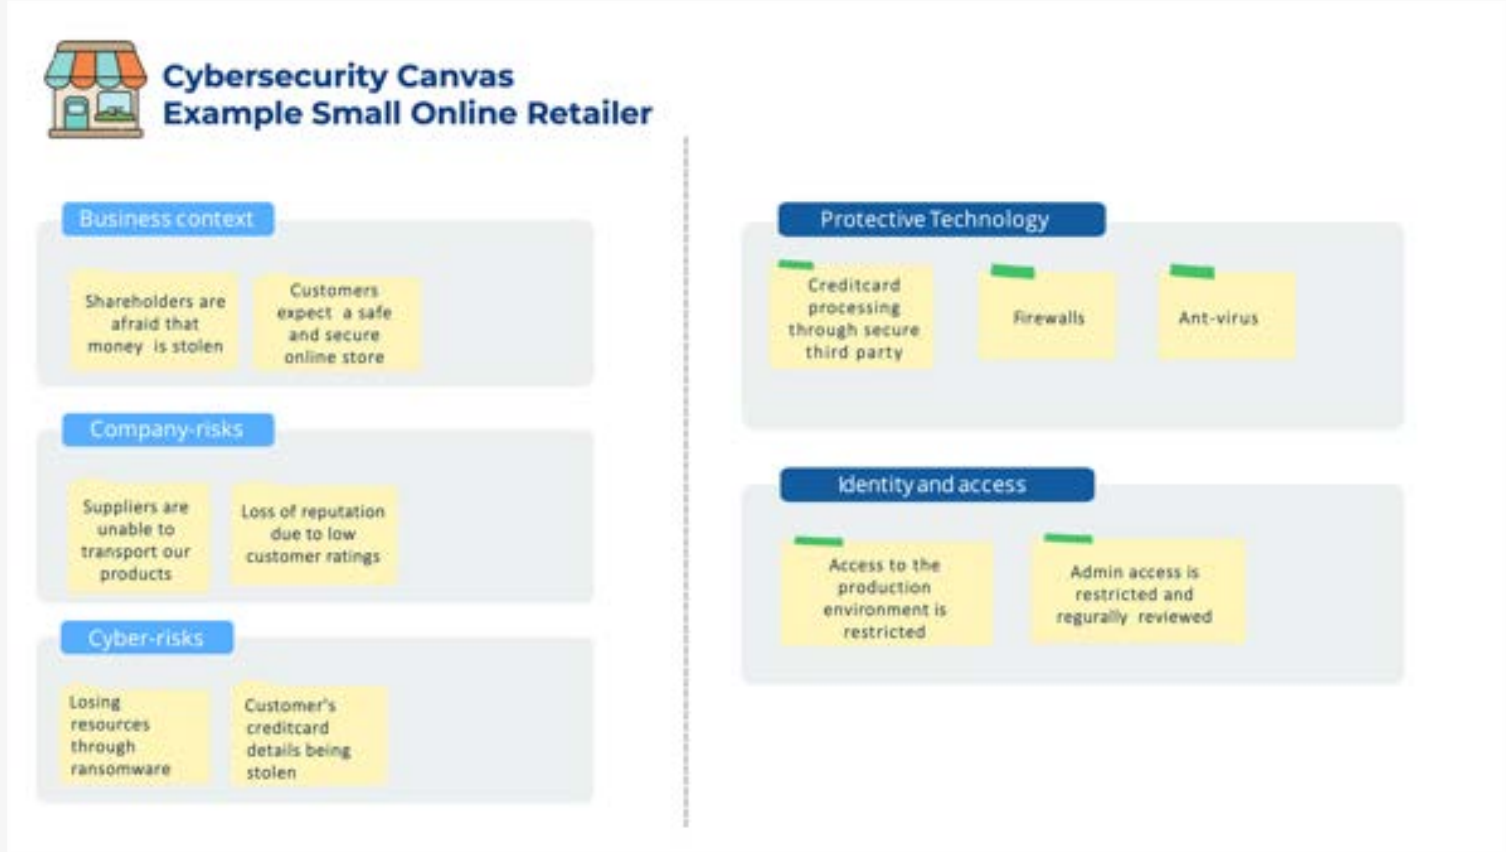 Cybersecurity Canvas
Example Small Online Retailer
Business context
Shareholders are
afraid that
money is stolen
Customers
expect a safe
and secure
online store
Company-risks
Suppliers are
unable to
transport our
products
Loss of reputation
due to low
customer ratings
Cyber-risks
Losing
resources
through
ransomware
Customer's
creditcard
details being
stolen
Protective Technology
Creditcard
processing
through secure
third party
Firewalls
Ant-virus
Identity and access
Access to the
production
environment is
restricted
Admin access is
restricted and
regurally reviewed